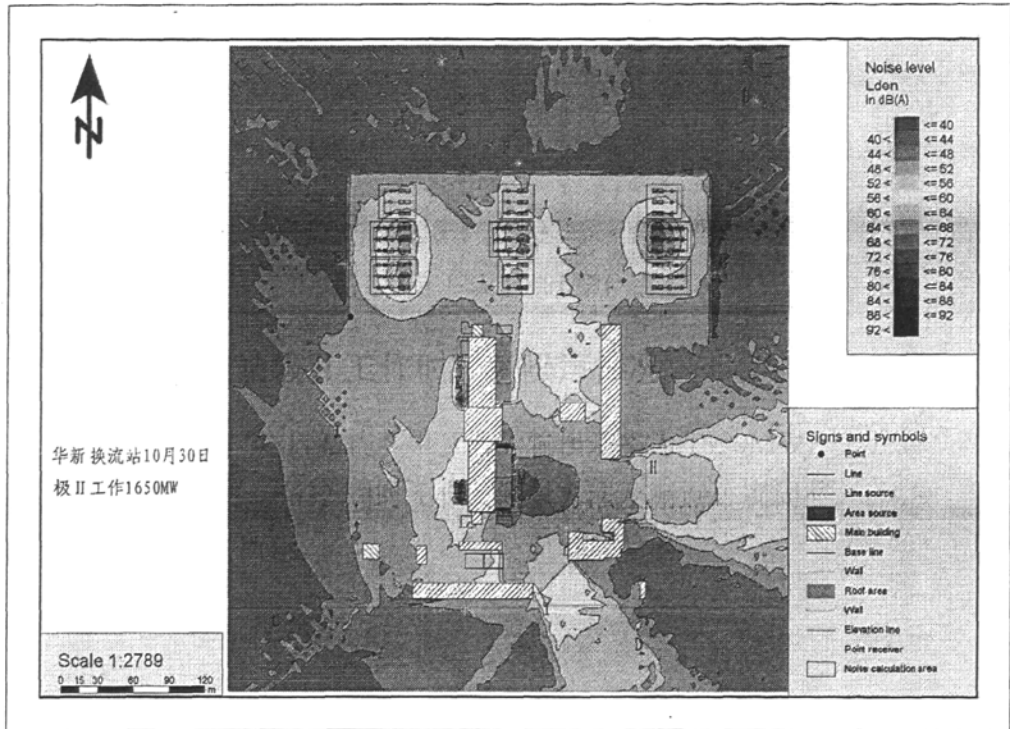 N
Noise level
Lden
in dB(A)
<= 40
40 < <= 44
44 < <= 48
48 < <= 52
52 < <= 56
56 < <= 60
60 < <= 64
64 < <= 68
68 < <= 72
72 < <= 76
76 < <= 80
80 < <= 84
84 < <= 88
88 < <= 92
92 <
华新换流站10月30日
极II工作1650MW
H
Signs and symbols
Point
Line
Line source
Area source
Main building
Base line
Wall
Roof area
Wall
Elevation line
Point receiver
Noise calculation area
Scale 1:2789
0 15 30 60 90 120
m